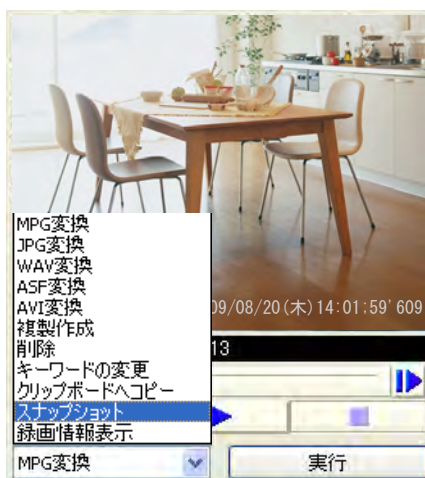 MPG変換
JPG変換
WAV変換
ASF変換
AVI変換
09/08/20(木)14:01:59'609
複製作成
削除
13
キーワードの変更
クリップボードへコピー
スナップショット
録画情報表示
MPG変換
実行